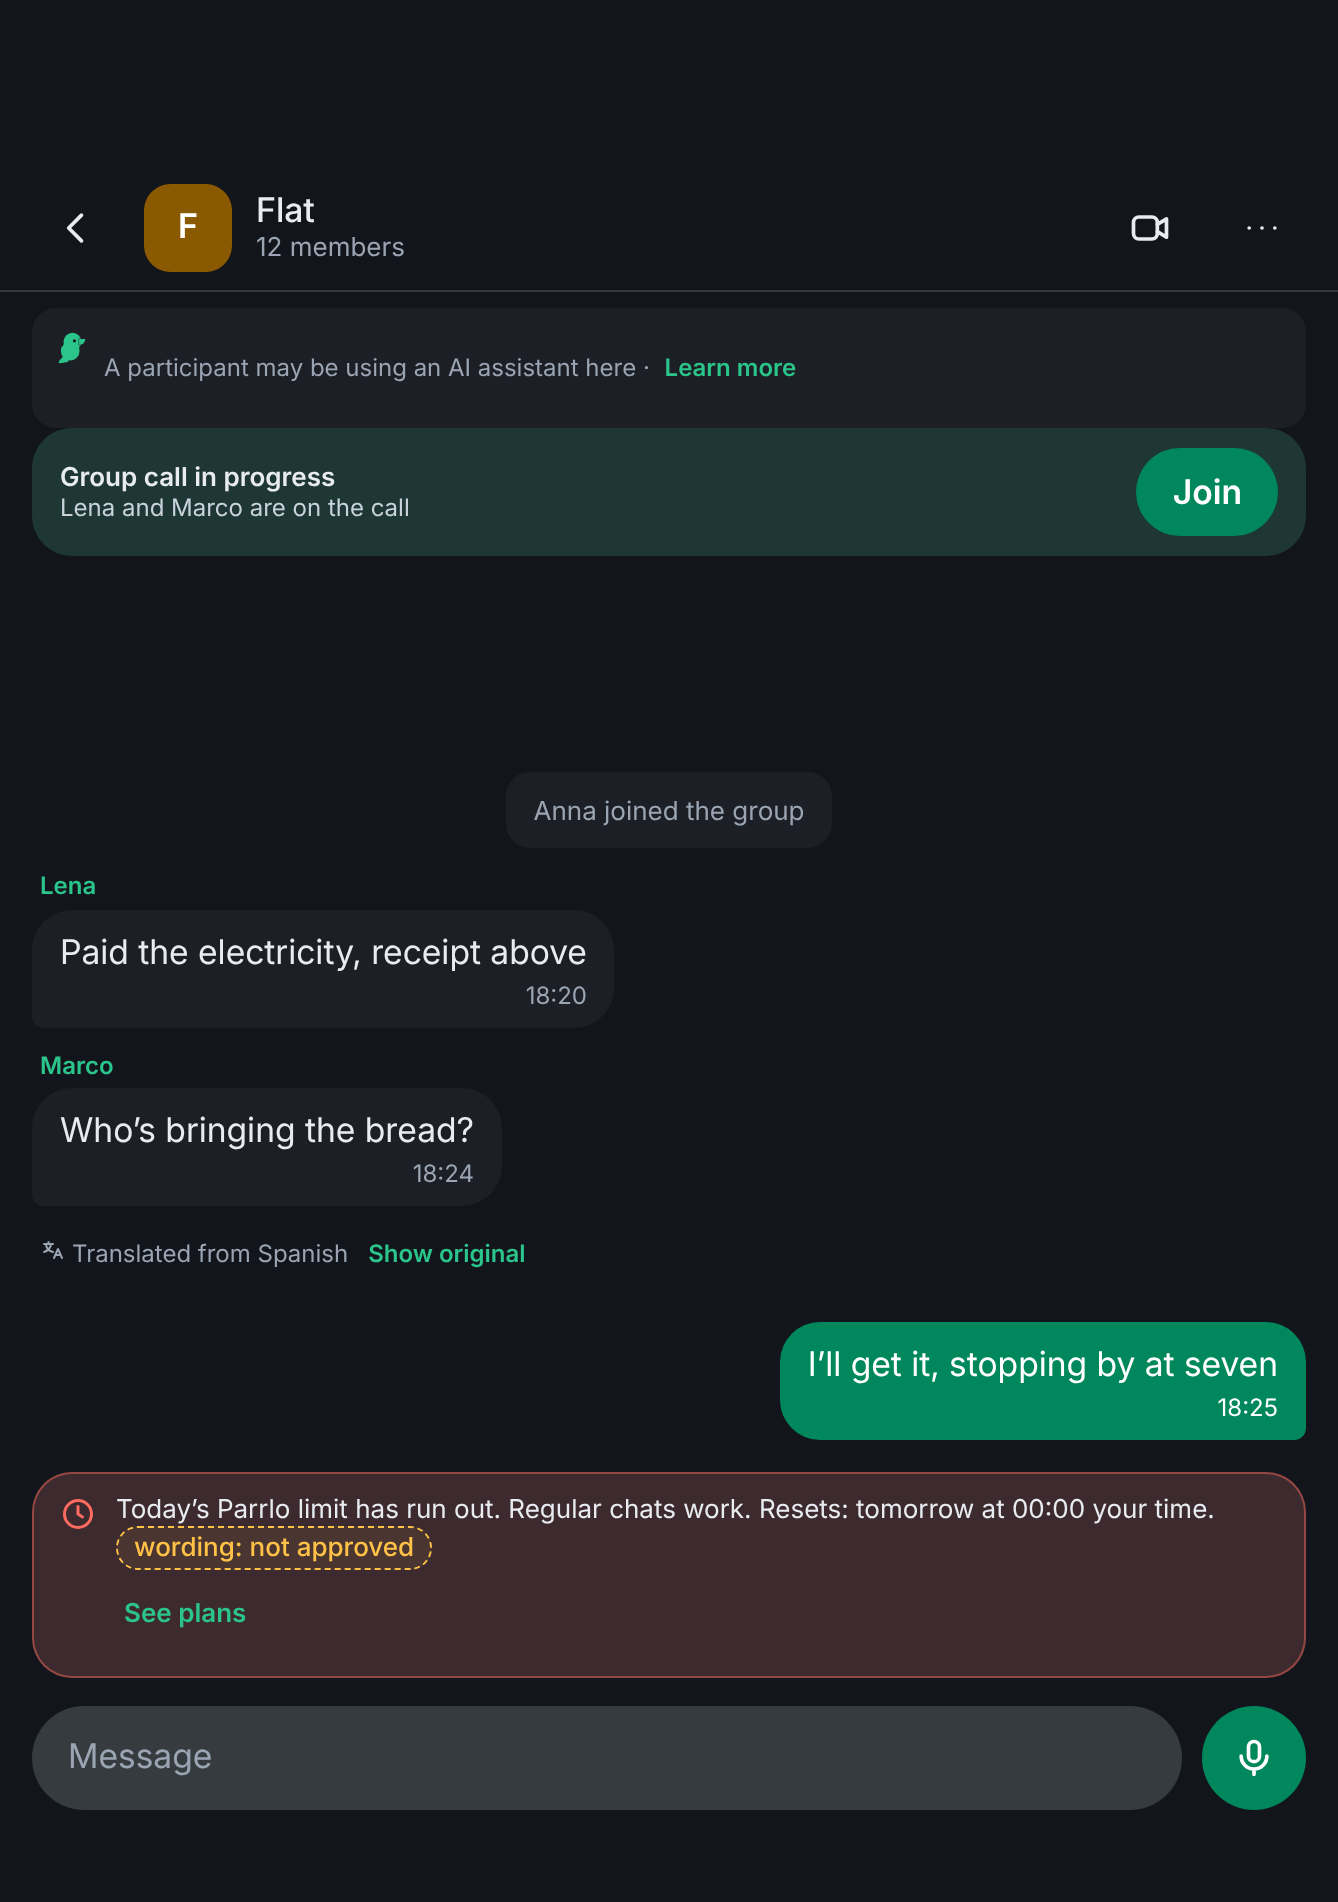 F
Flat
12 members
A participant may be using an AI assistant here · Learn more
Group call in progress
Lena and Marco are on the call
Join
Anna joined the group
Lena
Paid the electricity, receipt above
18:20
Marco
Who’s bringing the bread?
18:24
Translated from Spanish Show original
I’ll get it, stopping by at seven
18:25
Today’s Parrlo limit has run out. Regular chats work. Resets: tomorrow at 00:00 your time.
wording: not approved
See plans
Message